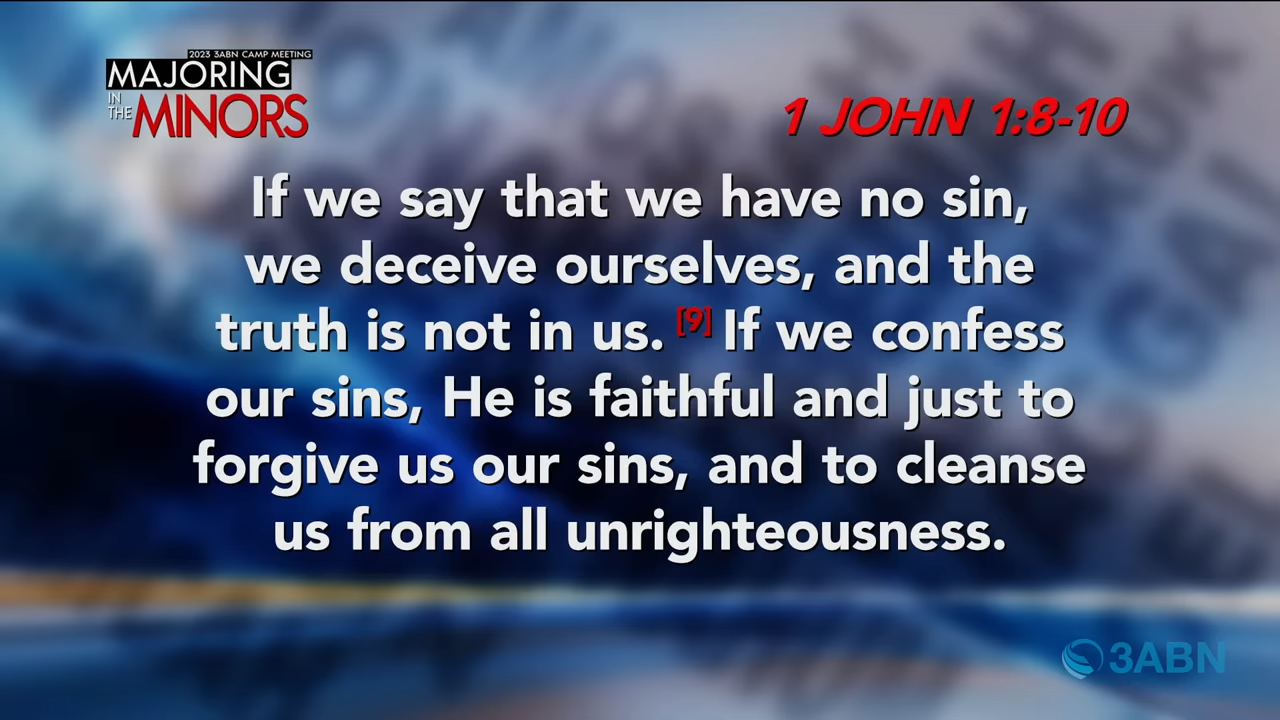 2023 3ABN CAMP MEETING
MAJORING
IN THE
MINORS
1 JOHN 1:8-10
If we say that we have no sin,
we deceive ourselves, and the
truth is not in us. [9] If we confess
our sins, He is faithful and just to
forgive us our sins, and to cleanse
us from all unrighteousness.
3ABN